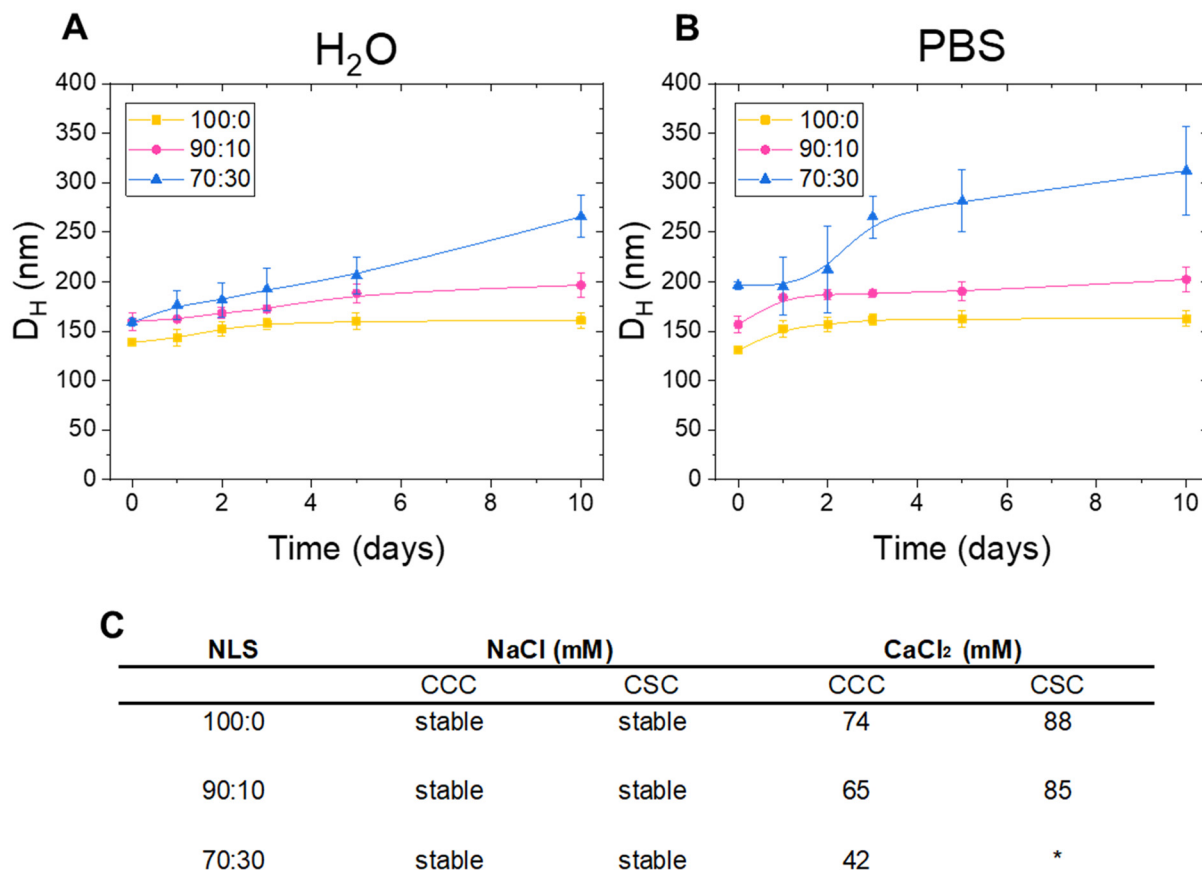 A
H₂O
400
350
300
250
200
150
100
50
0
D_H (nm)
100:0
90:10
70:30
0 2 4 6 8 10
Time (days)
B
PBS
400
350
300
250
200
150
100
50
0
D_H (nm)
100:0
90:10
70:30
0 2 4 6 8 10
Time (days)
C
NLS NaCl (mM) CaCl₂ (mM)
CCC CSC CCC CSC
100:0 stable stable 74 88
90:10 stable stable 65 85
70:30 stable stable 42 *